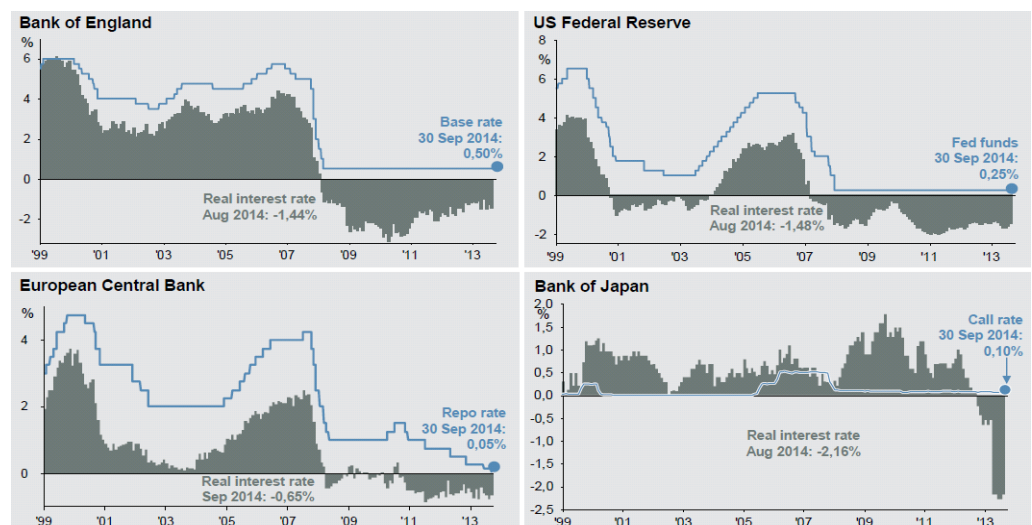 Bank of England
%
6
4
2
0
-2
Base rate
30 Sep 2014:
0,50%
Real interest rate
Aug 2014: -1,44%
'99 '01 '03 '05 '07 '09 '11 '13
US Federal Reserve
8
%
6
4
2
0
-2
Fed funds
30 Sep 2014:
0,25%
Real interest rate
Aug 2014: -1,48%
'99 '01 '03 '05 '07 '09 '11 '13
European Central Bank
%
4
2
0
Repo rate
30 Sep 2014:
0,05%
Real interest rate
Sep 2014: -0,65%
'99 '01 '03 '05 '07 '09 '11 '13
Bank of Japan
2,0
%
1,5
1,0
0,5
0,0
-0,5
-1,0
-1,5
-2,0
-2,5
Call rate
30 Sep 2014:
0,10%
Real interest rate
Aug 2014: -2,16%
'99 '01 '03 '05 '07 '09 '11 '13